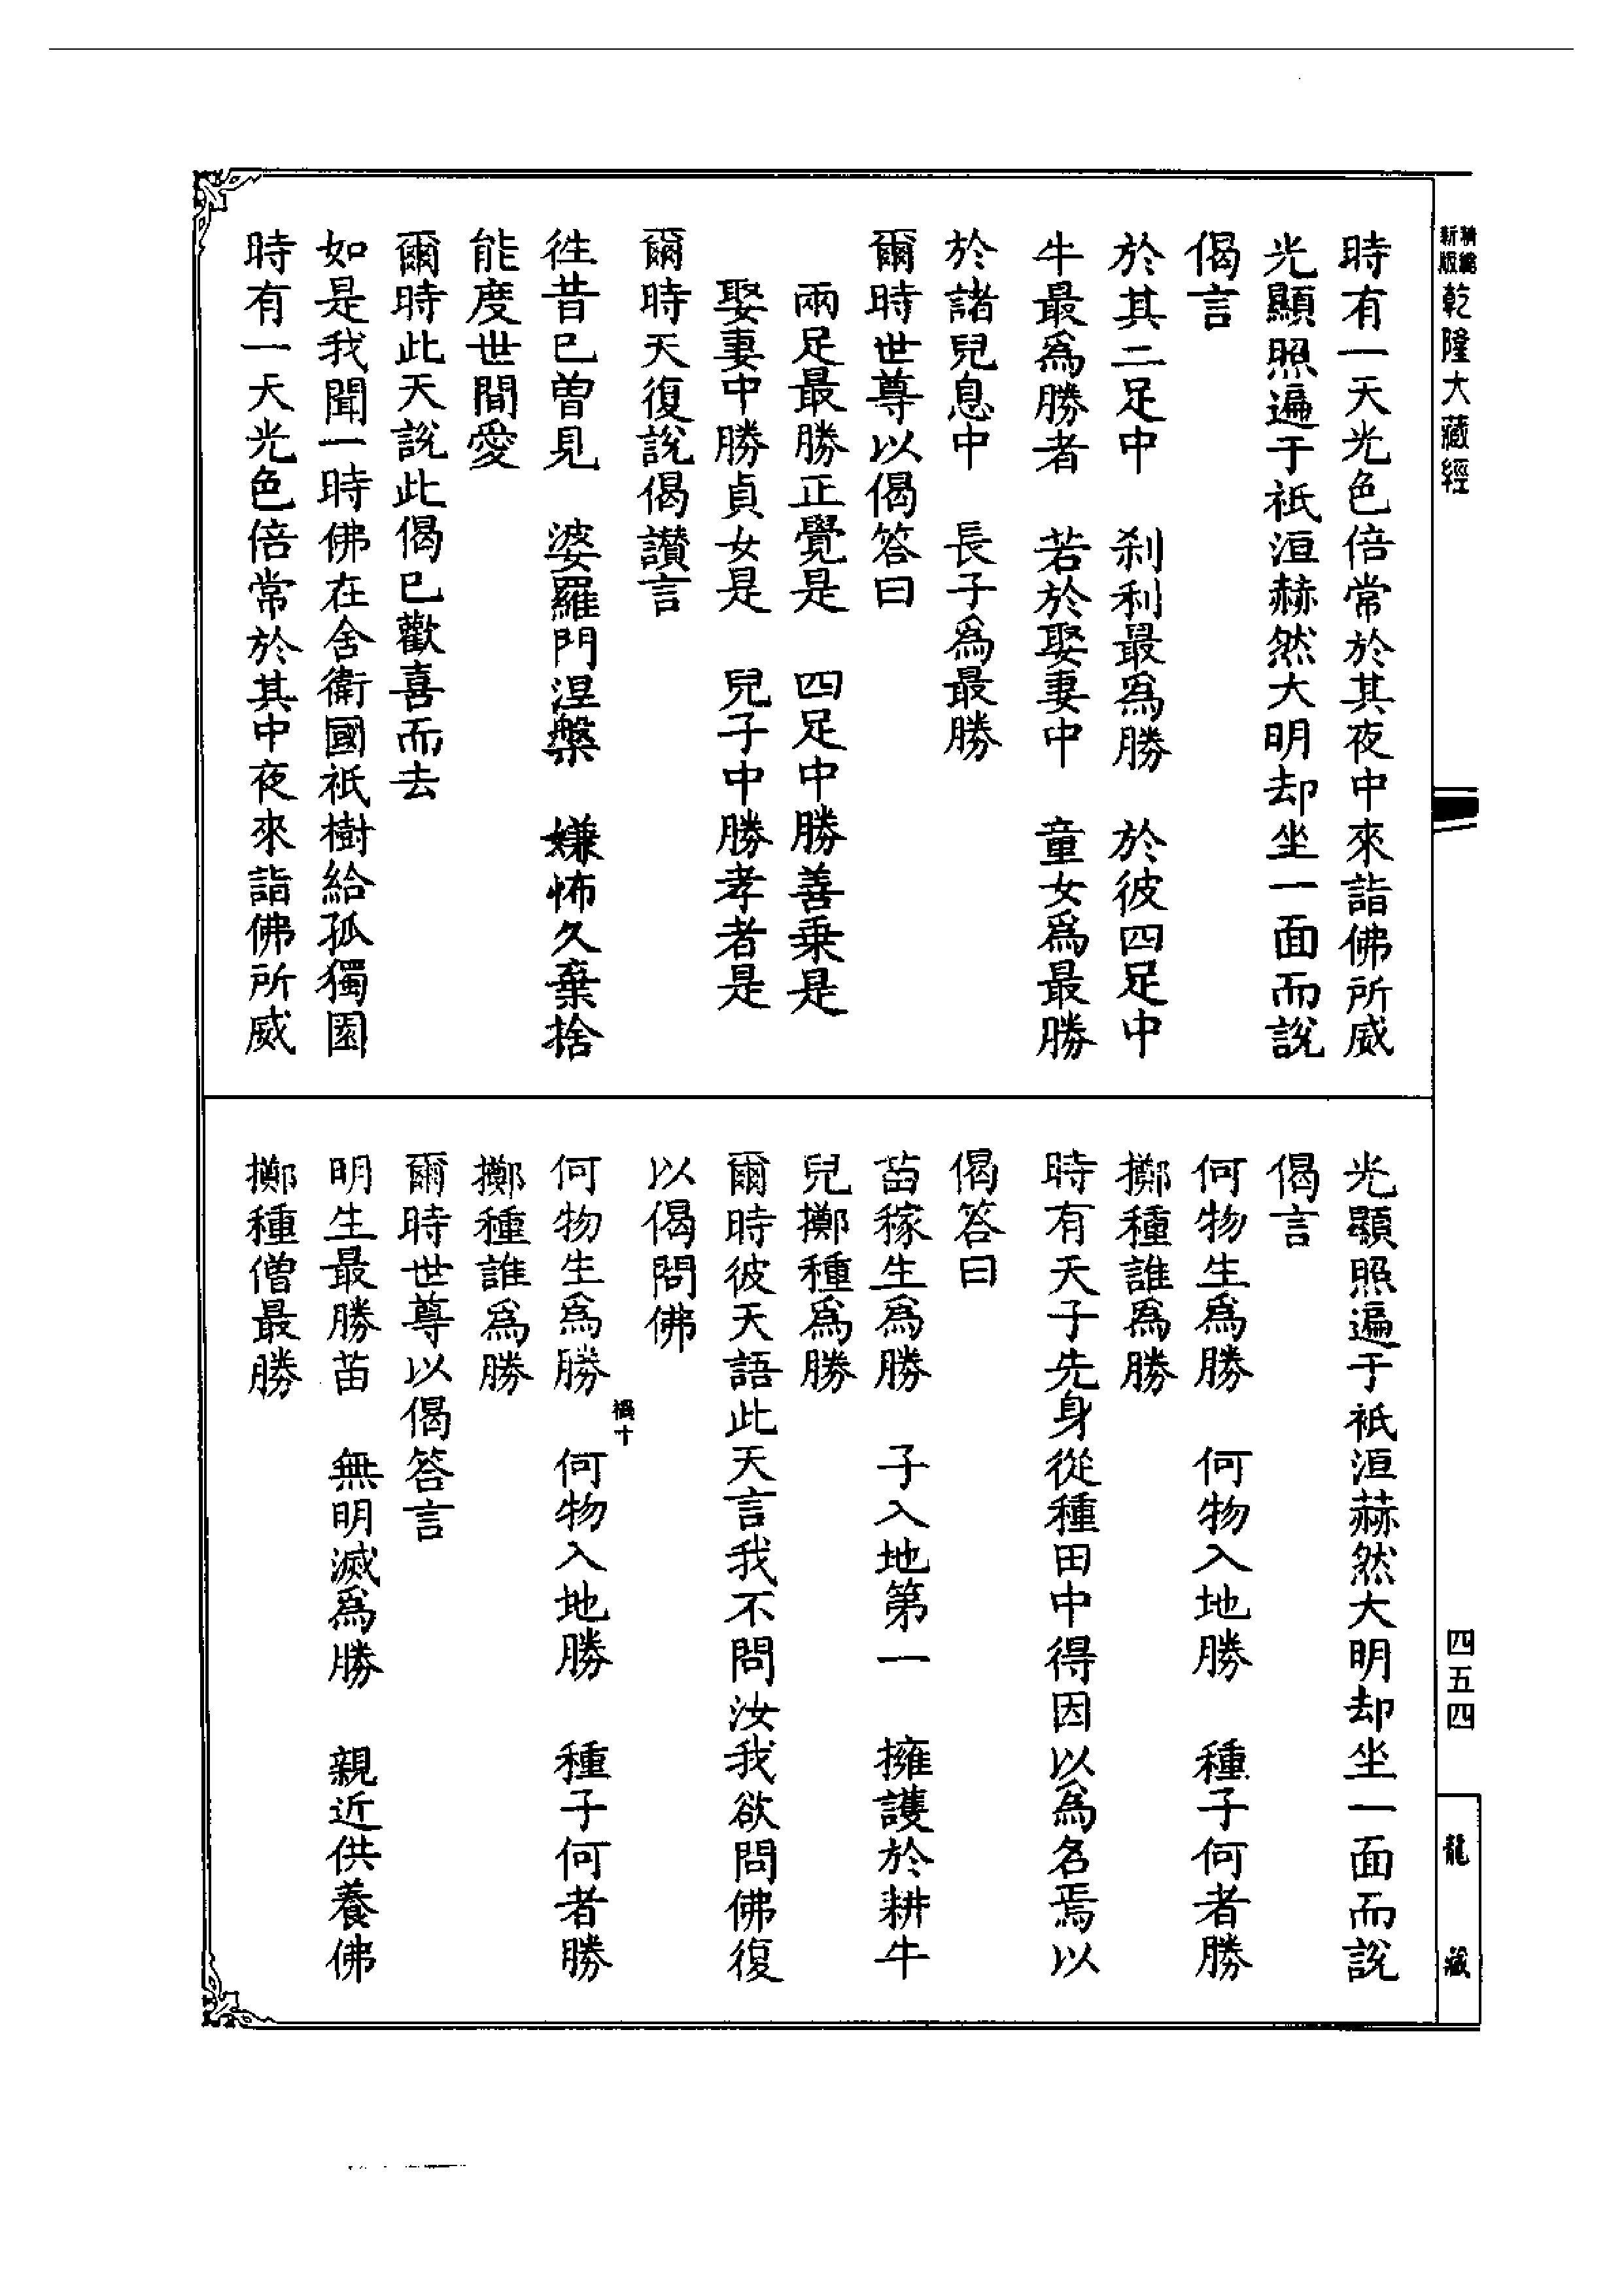 新編
精版
乾隆大藏經
四五四
龍藏
時有一天光色倍常於其夜中來詣佛所威
光顯照遍于祇洹赫然大明却坐一面而說
偈言
於其二足中　剎利最爲勝　於彼四足中
牛最爲勝者　若於娶妻中　童女爲最勝
於諸兒息中　長子爲最勝
爾時世尊以偈答曰
兩足最勝正覺是　四足中勝善乗是
娶妻中勝貞女是　兒子中勝孝者是
爾時天復說偈讃言
徃昔已曾見　婆羅門涅槃　嫌怖久棄捨
能度世間愛
爾時此天說此偈已歡喜而去
如是我聞一時佛在舍衛國祇樹給孤獨園
時有一天光色倍常於其中夜來詣佛所威
光顯照遍于祇洹赫然大明却坐一面而說
偈言
何物生爲勝　何物入地勝　種子何者勝
擲種誰爲勝
時有天子先身從種田中得因以爲名焉以
偈答曰
苗稼生爲勝　子入地第一　擁護於耕牛
兒擲種爲勝
爾時彼天語此天言我不問汝我欲問佛復
以偈問佛
何物生爲勝　何物入地勝　種子何者勝
擲種誰爲勝
爾時世尊以偈答言
明生最勝苗　無明滅爲勝　親近供養佛
擲種僧最勝